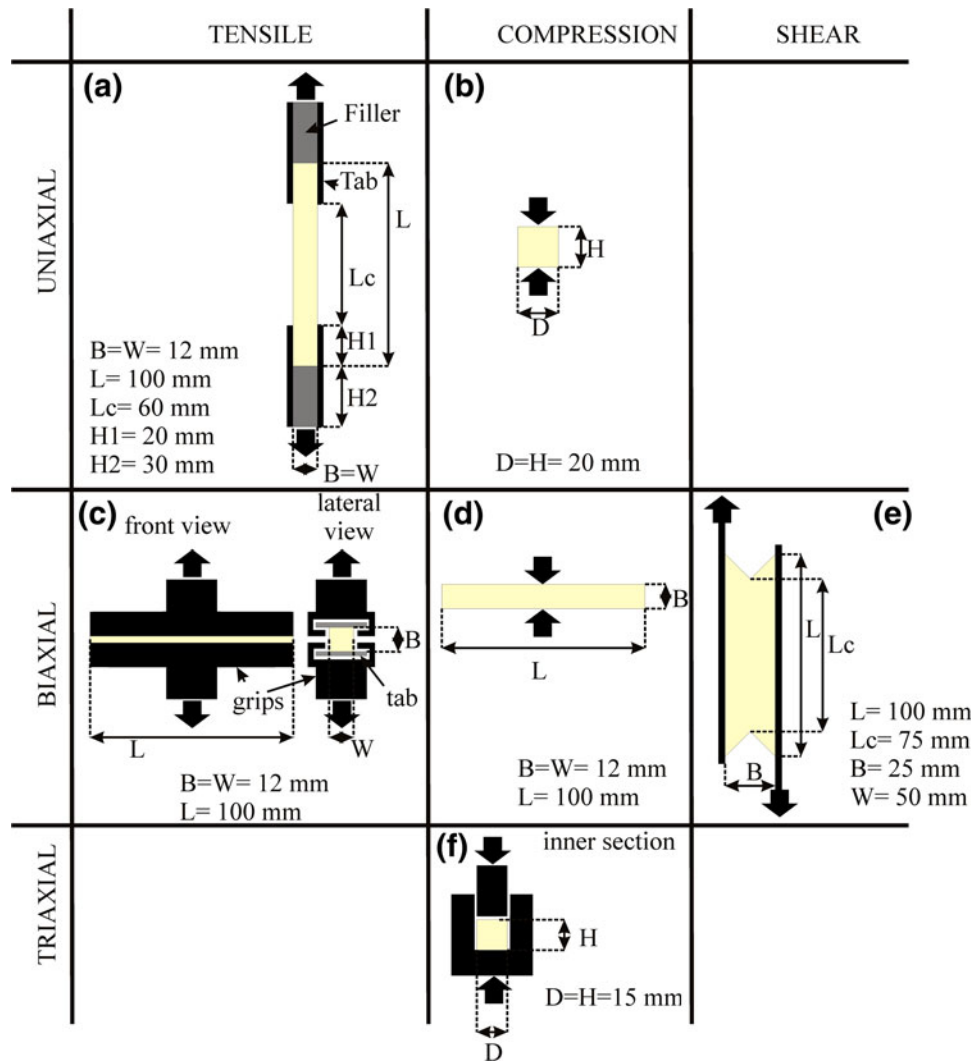 TENSILE
COMPRESSION
SHEAR
UNIAXIAL
(a)
Filler
Tab
L
Lc
H1
H2
B=W= 12 mm
L= 100 mm
Lc= 60 mm
H1= 20 mm
H2= 30 mm
B=W
(b)
H
D
D=H= 20 mm
BIAXIAL
(c)
front view
lateral
view
B
grips
tab
L
W
B=W= 12 mm
L= 100 mm
(d)
B
L
B=W= 12 mm
L= 100 mm
(e)
L
Lc
B
L= 100 mm
Lc= 75 mm
B= 25 mm
W= 50 mm
TRIAXIAL
(f)
inner section
H
D=H=15 mm
D